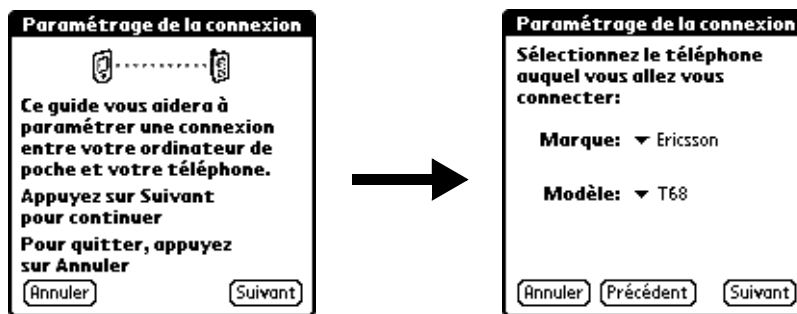 Paramétrage de la connexion
Ce guide vous aidera à
paramétrer une connexion
entre votre ordinateur de
poche et votre téléphone.
Appuyez sur Suivant
pour continuer
Pour quitter, appuyez
sur Annuler
Annuler Suivant
Paramétrage de la connexion
Sélectionnez le téléphone
auquel vous allez vous
connecter:
Marque: Ericsson
Modèle: T68
Annuler Précédent Suivant